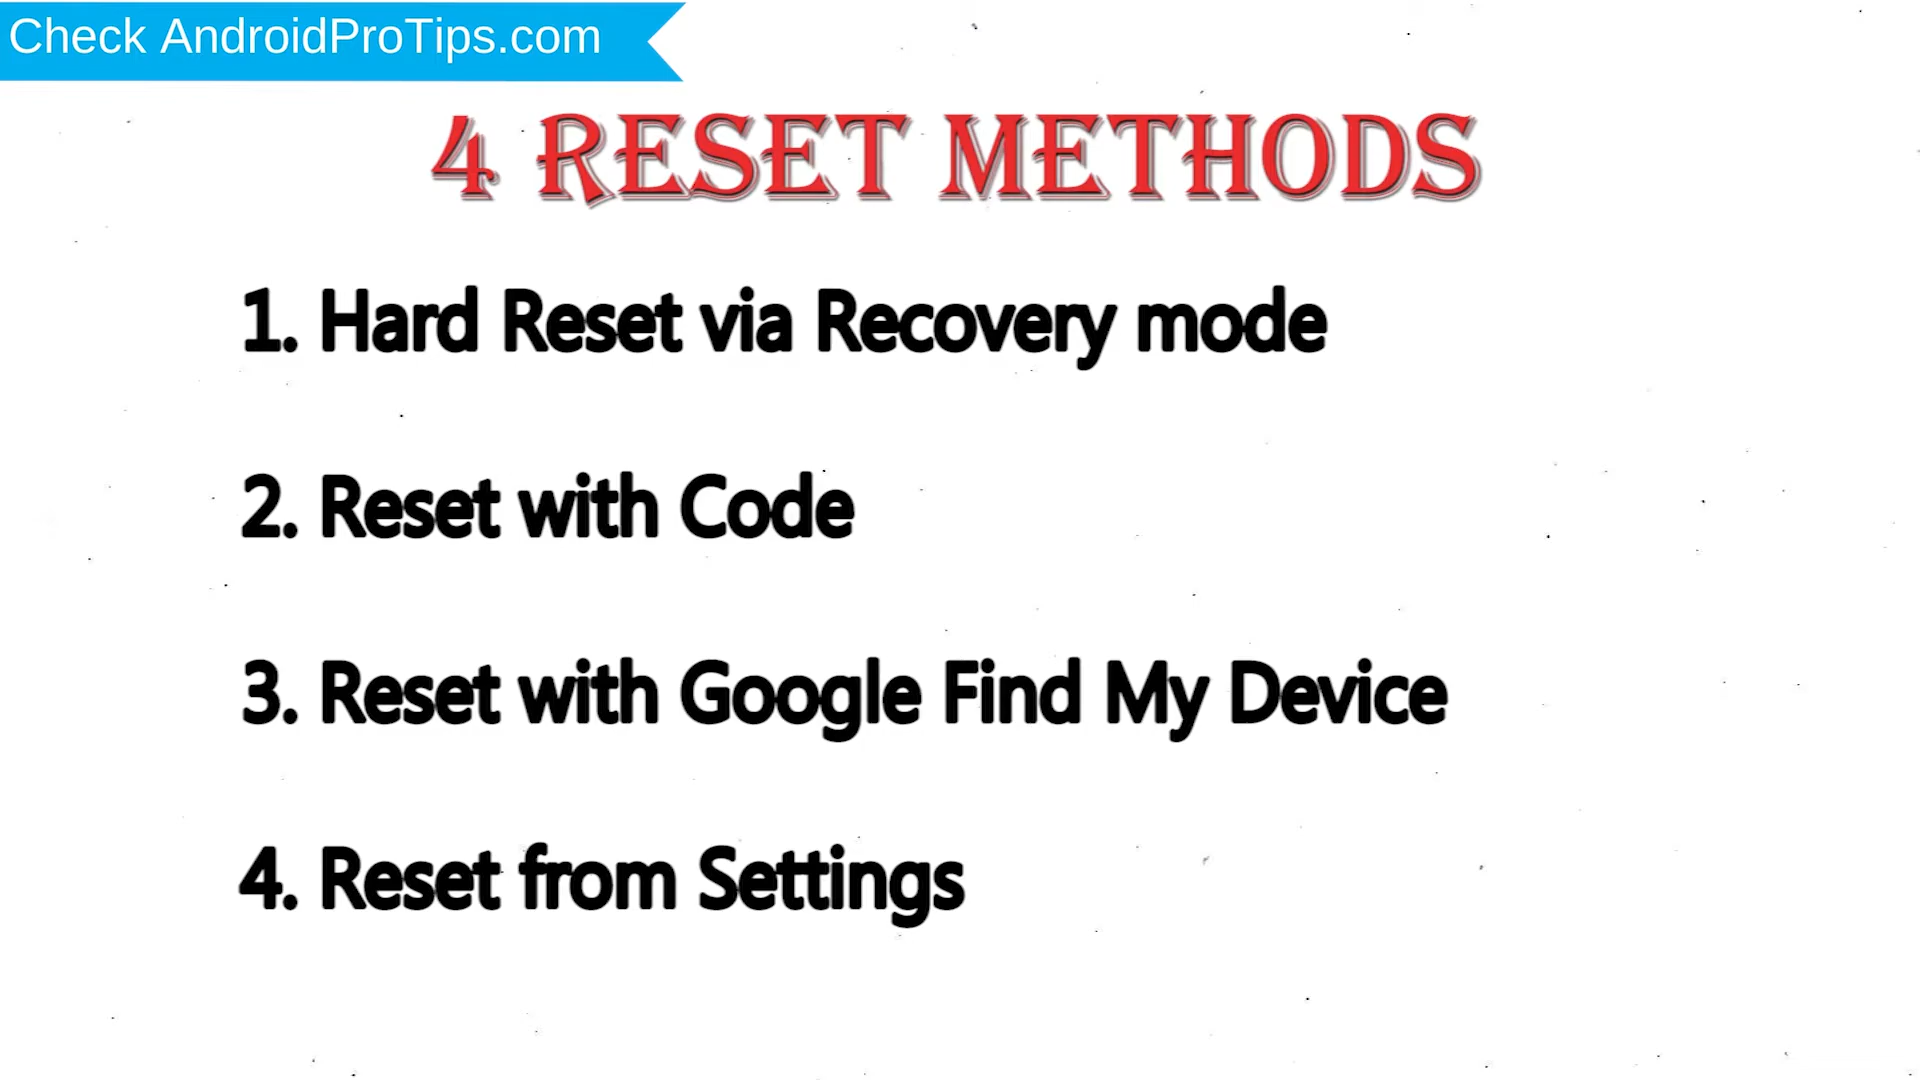 Check AndroidProTips.com
4 RESET METHODS
1. Hard Reset via Recovery mode
2. Reset with Code
3. Reset with Google Find My Device
4. Reset from Settings